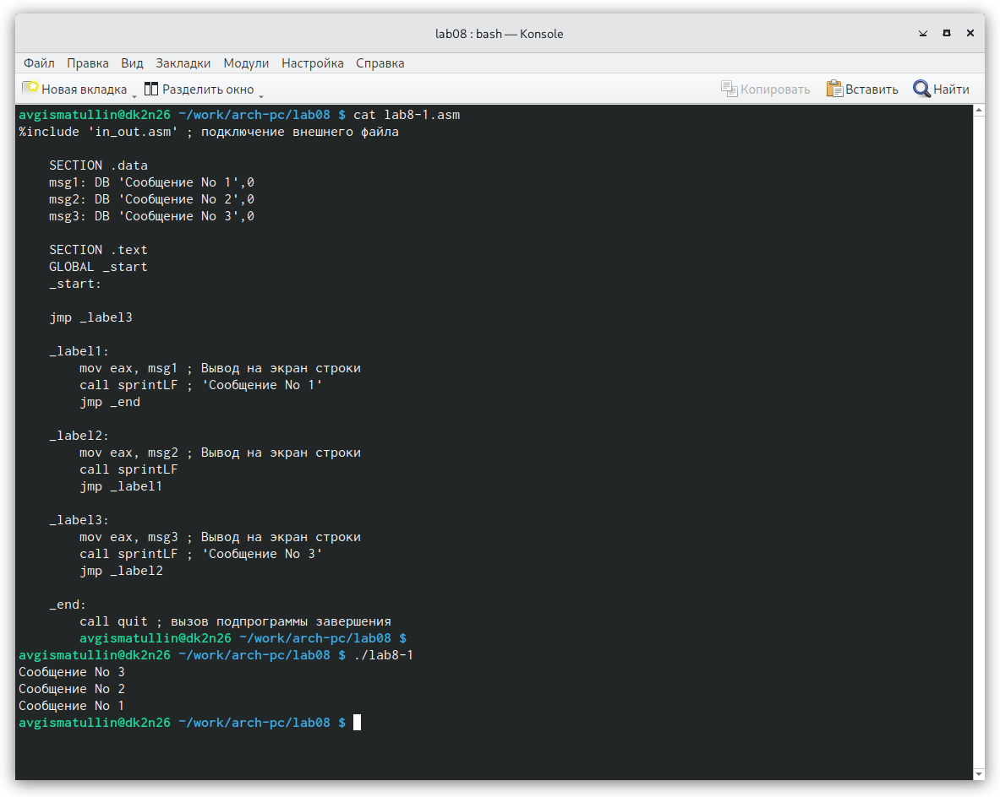 lab08 : bash — Konsole
Файл Правка Вид Закладки Модули Настройка Справка
Новая вкладка Разделить окно Копировать Вставить Найти
avgismatullin@dk2n26 ~/work/arch-pc/lab08 $ cat lab8-1.asm
%include 'in_out.asm' ; подключение внешнего файла
    SECTION .data
    msg1: DB 'Сообщение No 1',0
    msg2: DB 'Сообщение No 2',0
    msg3: DB 'Сообщение No 3',0
    SECTION .text
    GLOBAL _start
    _start:
    jmp _label3
    _label1:
        mov eax, msg1 ; Вывод на экран строки
        call sprintLF ; 'Сообщение No 1'
        jmp _end
    _label2:
        mov eax, msg2 ; Вывод на экран строки
        call sprintLF
        jmp _label1
    _label3:
        mov eax, msg3 ; Вывод на экран строки
        call sprintLF ; 'Сообщение No 3'
        jmp _label2
    _end:
        call quit ; вызов подпрограммы завершения
        avgismatullin@dk2n26 ~/work/arch-pc/lab08 $
avgismatullin@dk2n26 ~/work/arch-pc/lab08 $ ./lab8-1
Сообщение No 3
Сообщение No 2
Сообщение No 1
avgismatullin@dk2n26 ~/work/arch-pc/lab08 $